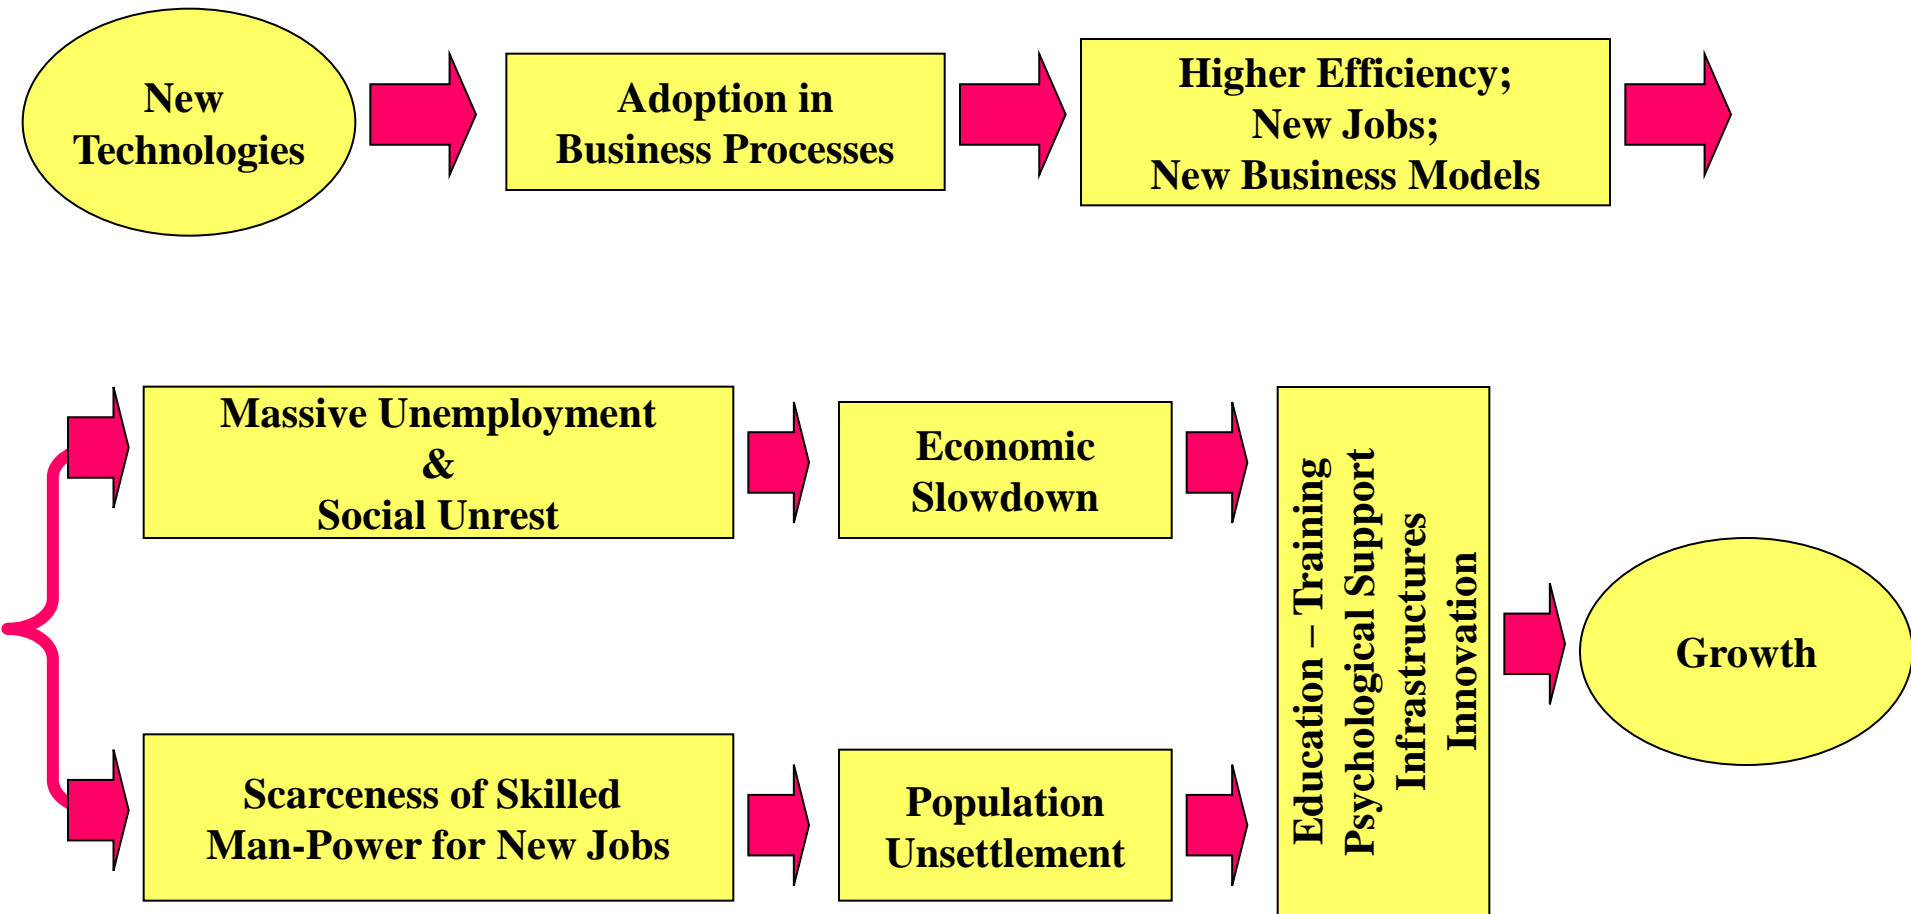 New
Technologies
Adoption in
Business Processes
Higher Efficiency;
New Jobs;
New Business Models
Massive Unemployment
&
Social Unrest
Economic
Slowdown
Scarceness of Skilled
Man-Power for New Jobs
Population
Unsettlement
Education – Training
Psychological Support
Infrastructures
Innovation
Growth